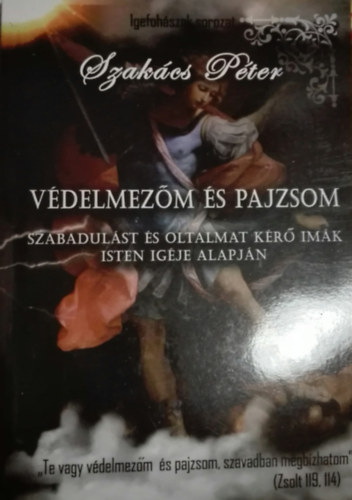 Igefohászok sorozat
Szakács Péter
VÉDELMEZŐM ÉS PAJZSOM
SZABADULÁST ÉS OLTALMAT KÉRŐ IMÁK
ISTEN IGÉJE ALAPJÁN
„Te vagy védelmezőm és pajzsom, szavadban megbízhatom"
(Zsolt 119, 114)